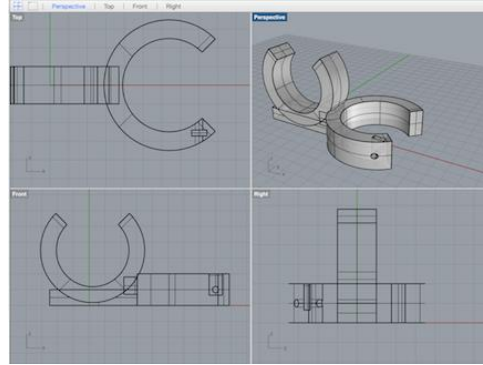 Perspective Top Front Right
Top
Perspective
Front
Right